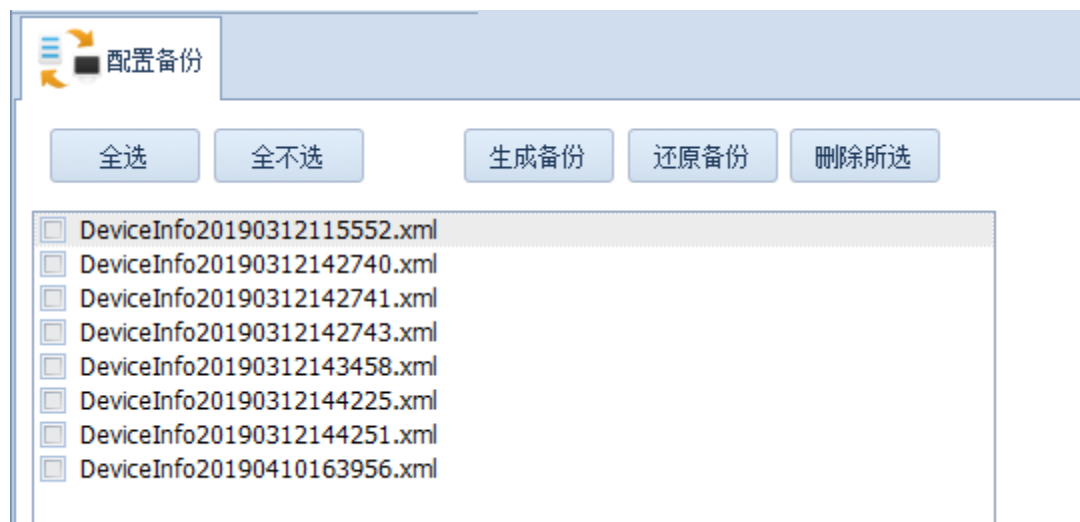 配置备份
全选 全不选 生成备份 还原备份 删除所选
DeviceInfo20190312115552.xml
DeviceInfo20190312142740.xml
DeviceInfo20190312142741.xml
DeviceInfo20190312142743.xml
DeviceInfo20190312143458.xml
DeviceInfo20190312144225.xml
DeviceInfo20190312144251.xml
DeviceInfo20190410163956.xml